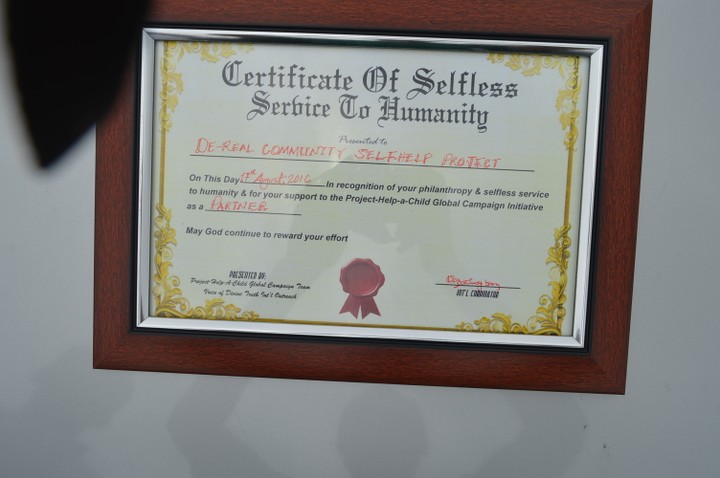 Certificate Of Selfless
Service To Humanity
Presented to
DE-REAL COMMUNITY SELFHELP PROJECT
On This Day 17th August, 2016 In recognition of your philanthropy & selfless service
to humanity & for your support to the Project-Help-a-Child Global Campaign Initiative
as a PARTNER
May God continue to reward your effort
PRESENTED BY:
Project-Help-A-Child Global Campaign Team
Voice of Devine Truth Int'l Outreach
INT'L CORDINATOR